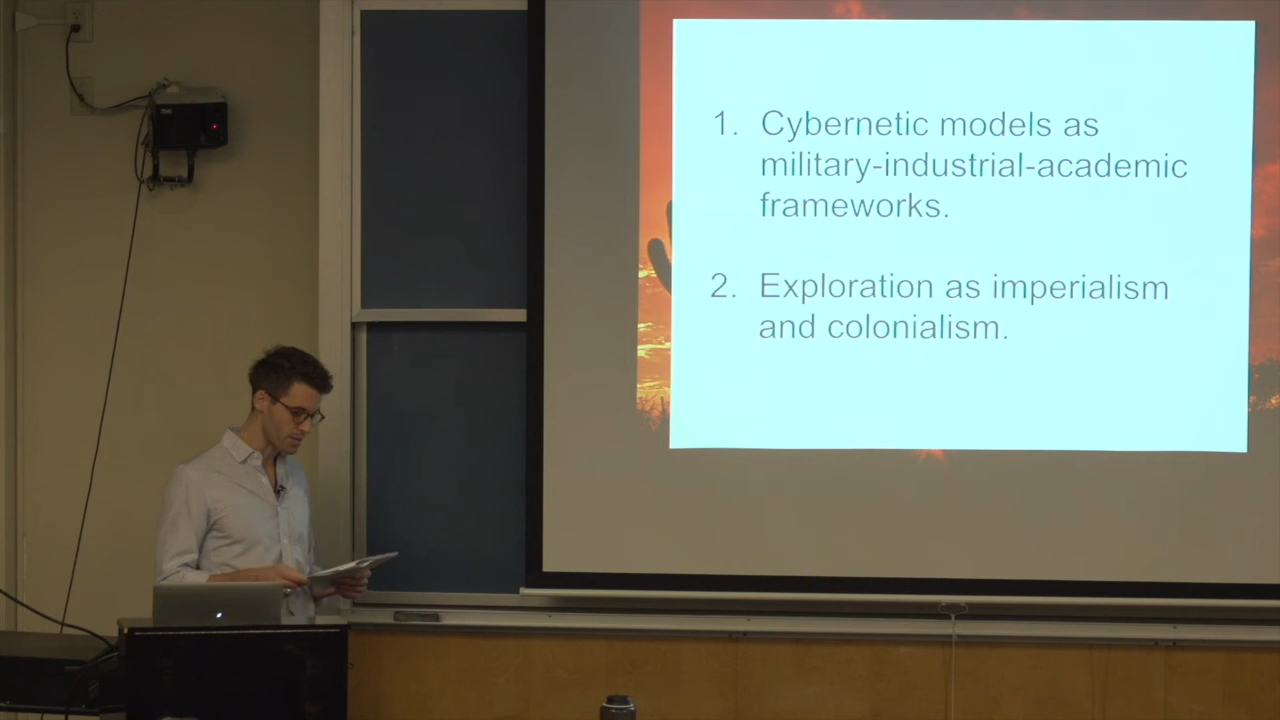 1. Cybernetic models as
military-industrial-academic
frameworks.
2. Exploration as imperialism
and colonialism.